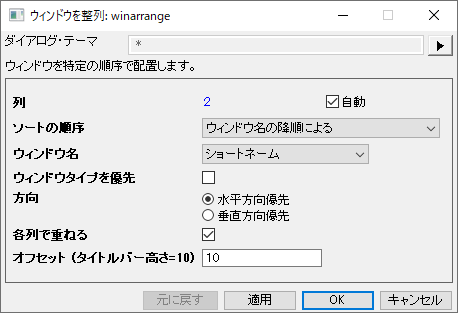 ウィンドウを整列: winarrange
ダイアログ・テーマ *
ウィンドウを特定の順序で配置します。
列 2 自動
ソートの順序 ウィンドウ名の降順による
ウィンドウ名 ショートネーム
ウィンドウタイプを優先
方向 水平方向優先
垂直方向優先
各列で重ねる
オフセット (タイトルバー高さ=10) 10
元に戻す 適用 OK キャンセル